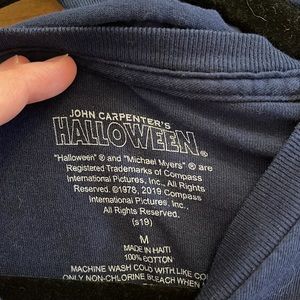 JOHN CARPENTER'S
HALLOWEEN®
"Halloween" ® and "Michael Myers" ® are
Registered Trademarks of Compass
International Pictures, Inc., All Rights
Reserved. ©1978, 2019 Compass
International Pictures, Inc.,
All Rights Reserved.
(s19)
M
MADE IN HAITI
100% COTTON
MACHINE WASH COLD WITH LIKE CO
ONLY NON-CHLORINE BLEACH WHEN